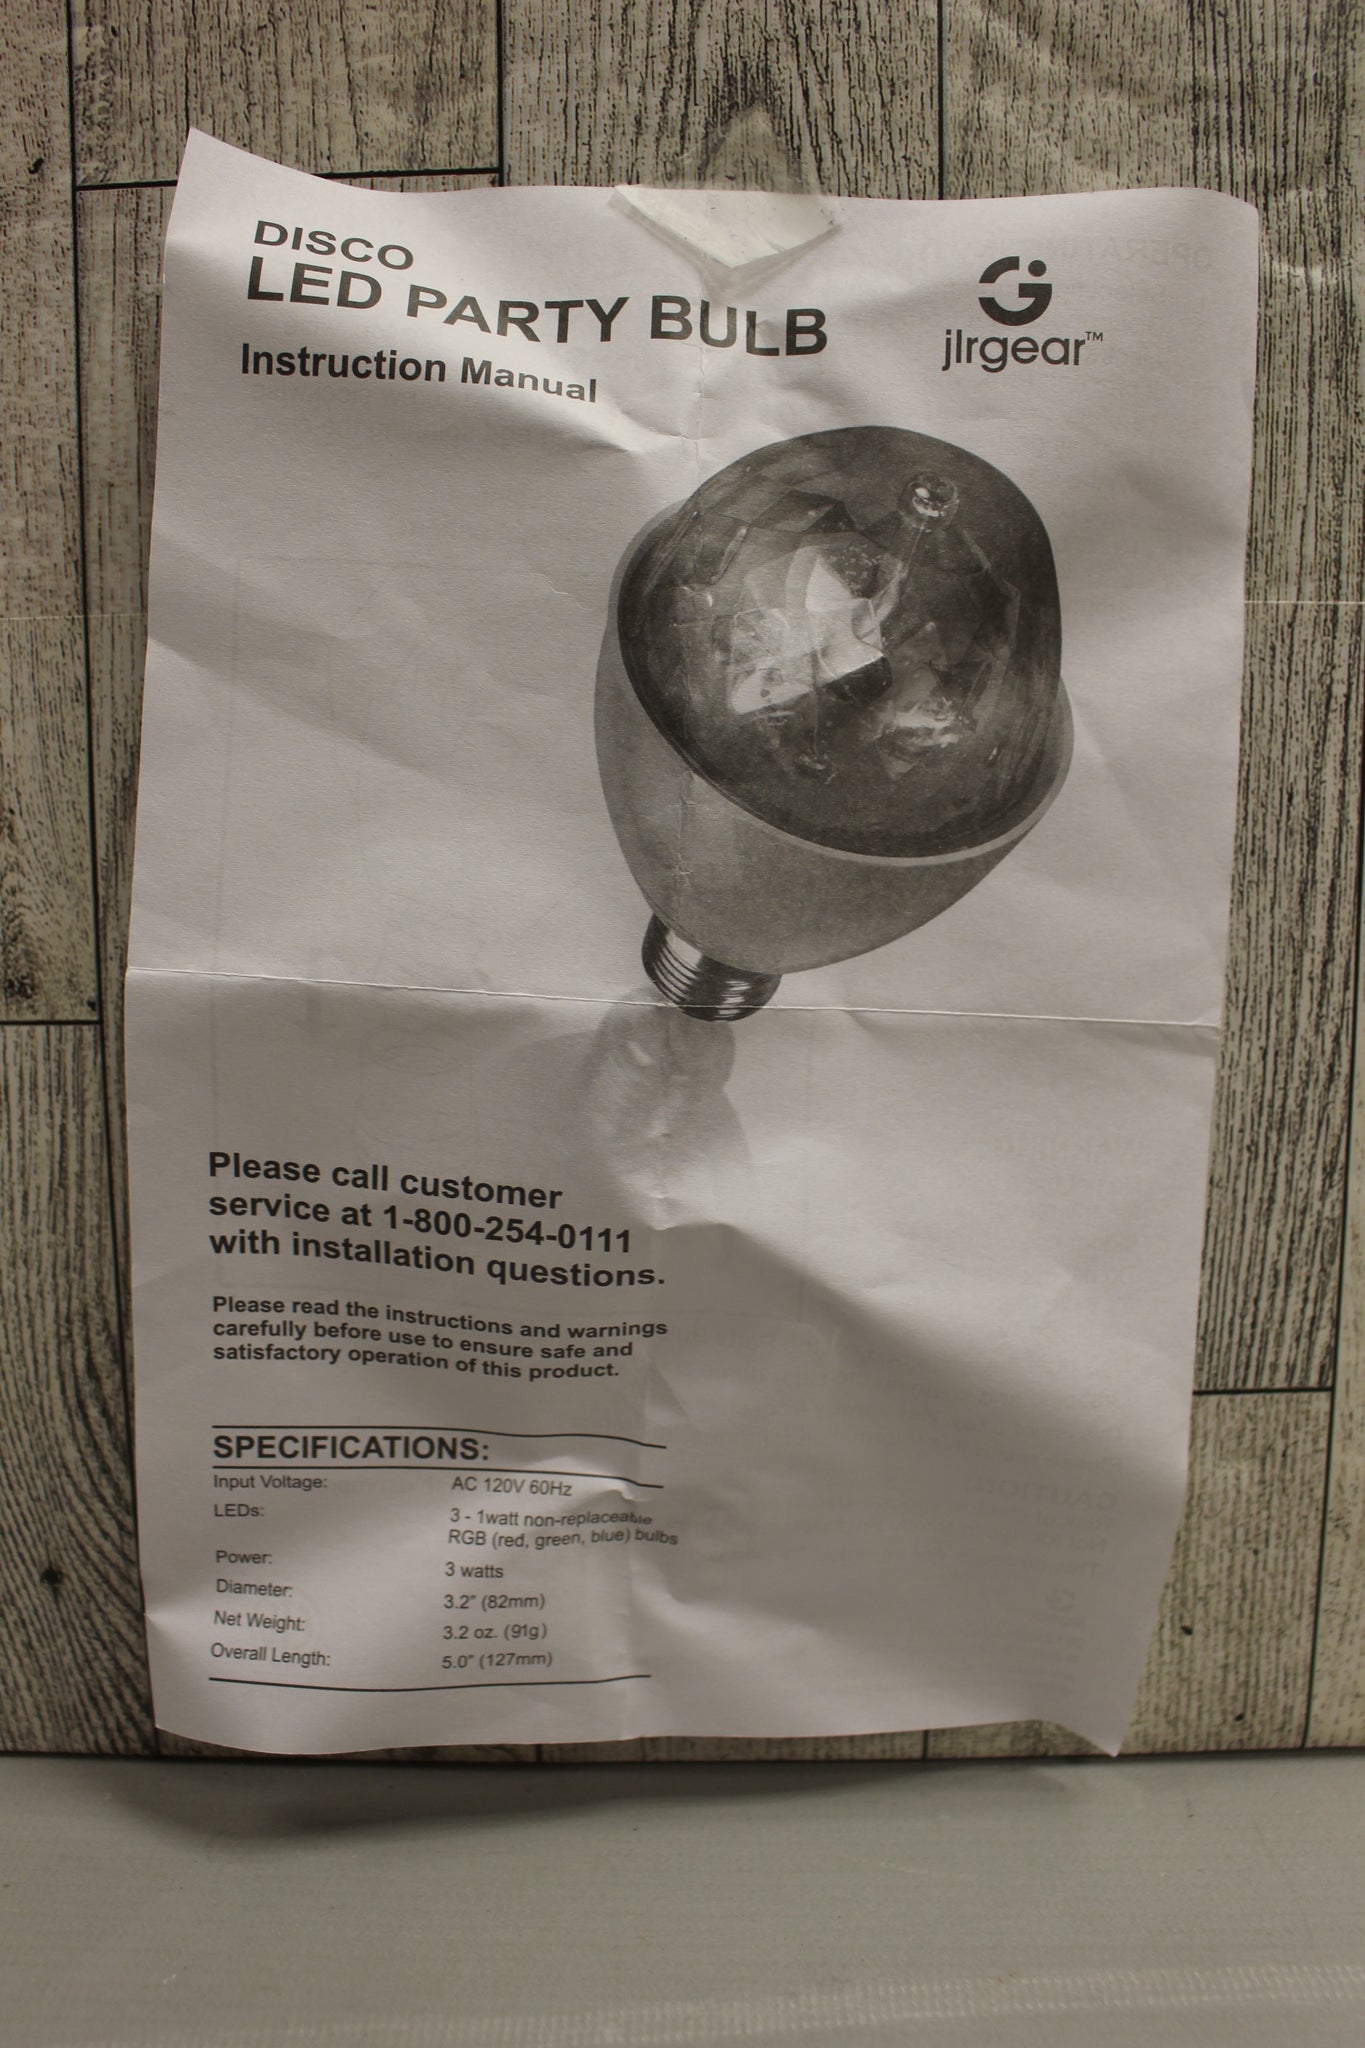 DISCO
LED PARTY BULB
Instruction Manual
jlrgear™
Please call customer
service at 1-800-254-0111
with installation questions.
Please read the instructions and warnings
carefully before use to ensure safe and
satisfactory operation of this product.
SPECIFICATIONS:
Input Voltage: AC 120V 60Hz
LEDs: 3 - 1watt non-replaceable
RGB (red, green, blue) bulbs
Power: 3 watts
Diameter: 3.2" (82mm)
Net Weight: 3.2 oz. (91g)
Overall Length: 5.0" (127mm)